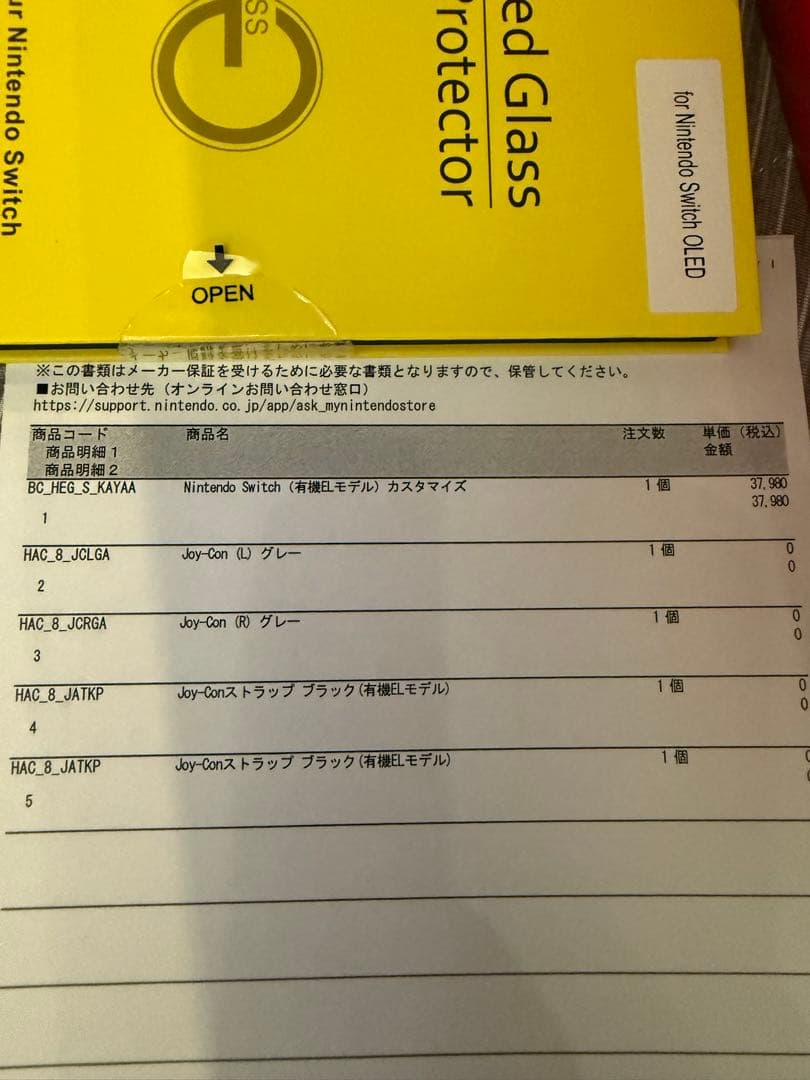 ur Nintendo Switch
ed Glass
Protector
for Nintendo Switch OLED
OPEN
※この書類はメーカー保証を受けるために必要な書類となりますので、保管してください。
■お問い合わせ先（オンラインお問い合わせ窓口）
https://support.nintendo.co.jp/app/ask_mynintendostore
商品コード 商品名 注文数 単価（税込）
商品明細1 金額
商品明細2
BC_HEG_S_KAYAA Nintendo Switch（有機ELモデル）カスタマイズ 1個 37,980
37,980
1
HAC_8_JCLGA Joy-Con（L）グレー 1個 0
0
2
HAC_8_JCRGA Joy-Con（R）グレー 1個 0
0
3
HAC_8_JATKP Joy-Conストラップ ブラック(有機ELモデル) 1個 0
0
4
HAC_8_JATKP Joy-Conストラップ ブラック(有機ELモデル) 1個 0
5